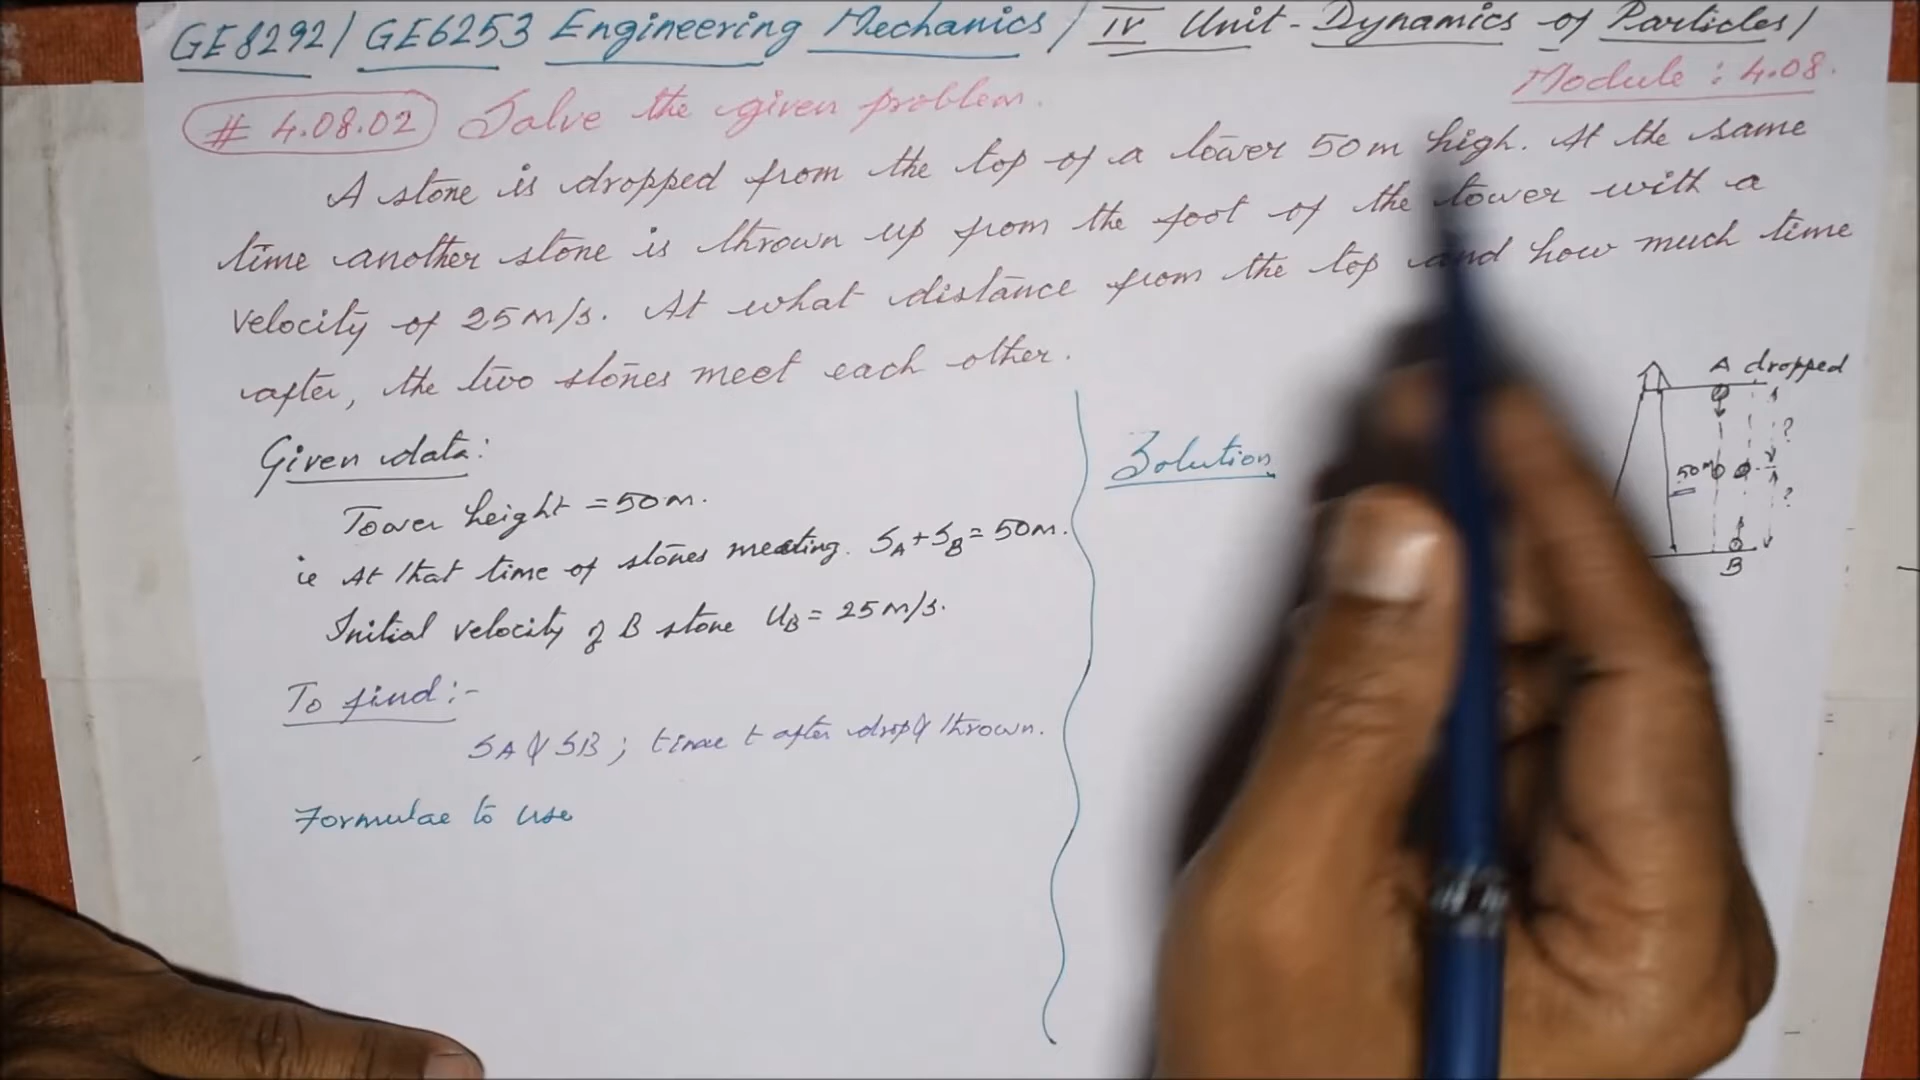 GE8292/ GE6253 Engineering Mechanics/ IV Unit - Dynamics of Particles/
Module : 4.08.
# 4.08.02 Solve the given problem.
A stone is dropped from the top of a tower 50m high. At the same
time another stone is thrown up from the foot of the tower with a
velocity of 25m/s. At what distance from the top and how much time
after, the two stones meet each other.
Given data:
Tower height = 50m.
ie At that time of stones meeting. SA + SB = 50m.
Initial velocity of B stone UB = 25m/s.
To find:-
SA & SB ; time t after drop & thrown.
Formulae to use
Solution
A dropped
?
50m
?
B